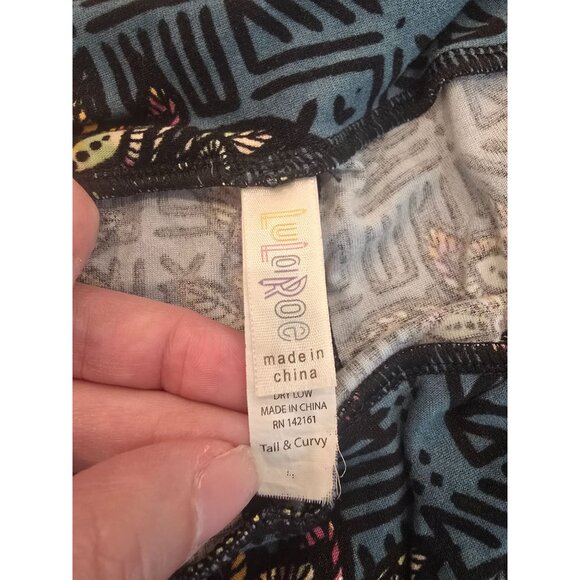 LuLaRoe
made in
china
DRY LOW
MADE IN CHINA
RN 142161
Tall & Curvy